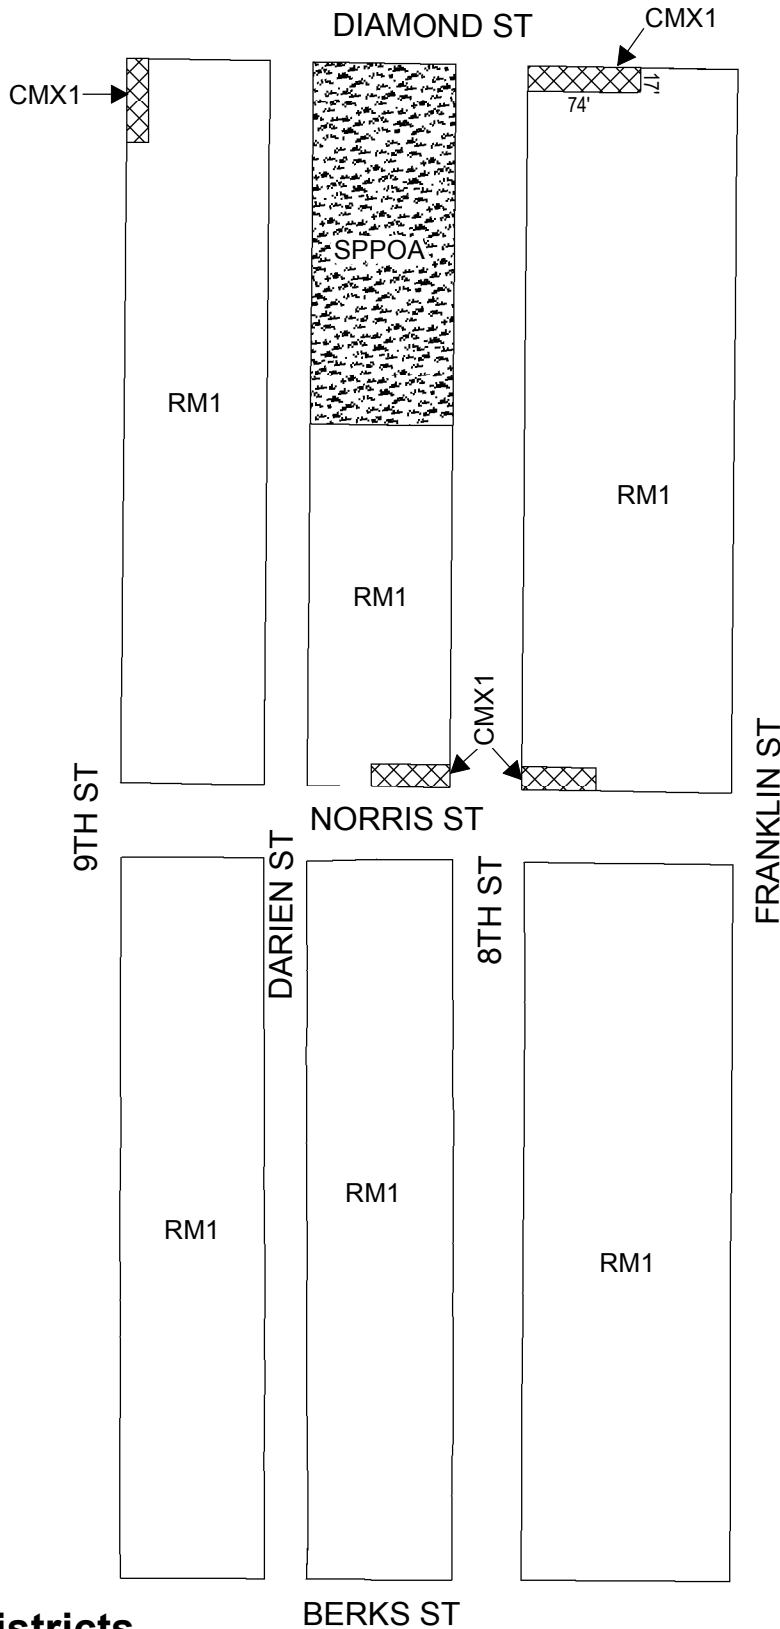 DIAMOND ST
CMX1
CMX1
17'
74'
SPPOA
RM1
RM1
RM1
CMX1
9TH ST
NORRIS ST
FRANKLIN ST
DARIEN ST
8TH ST
RM1
RM1
RM1
BERKS ST
istricts